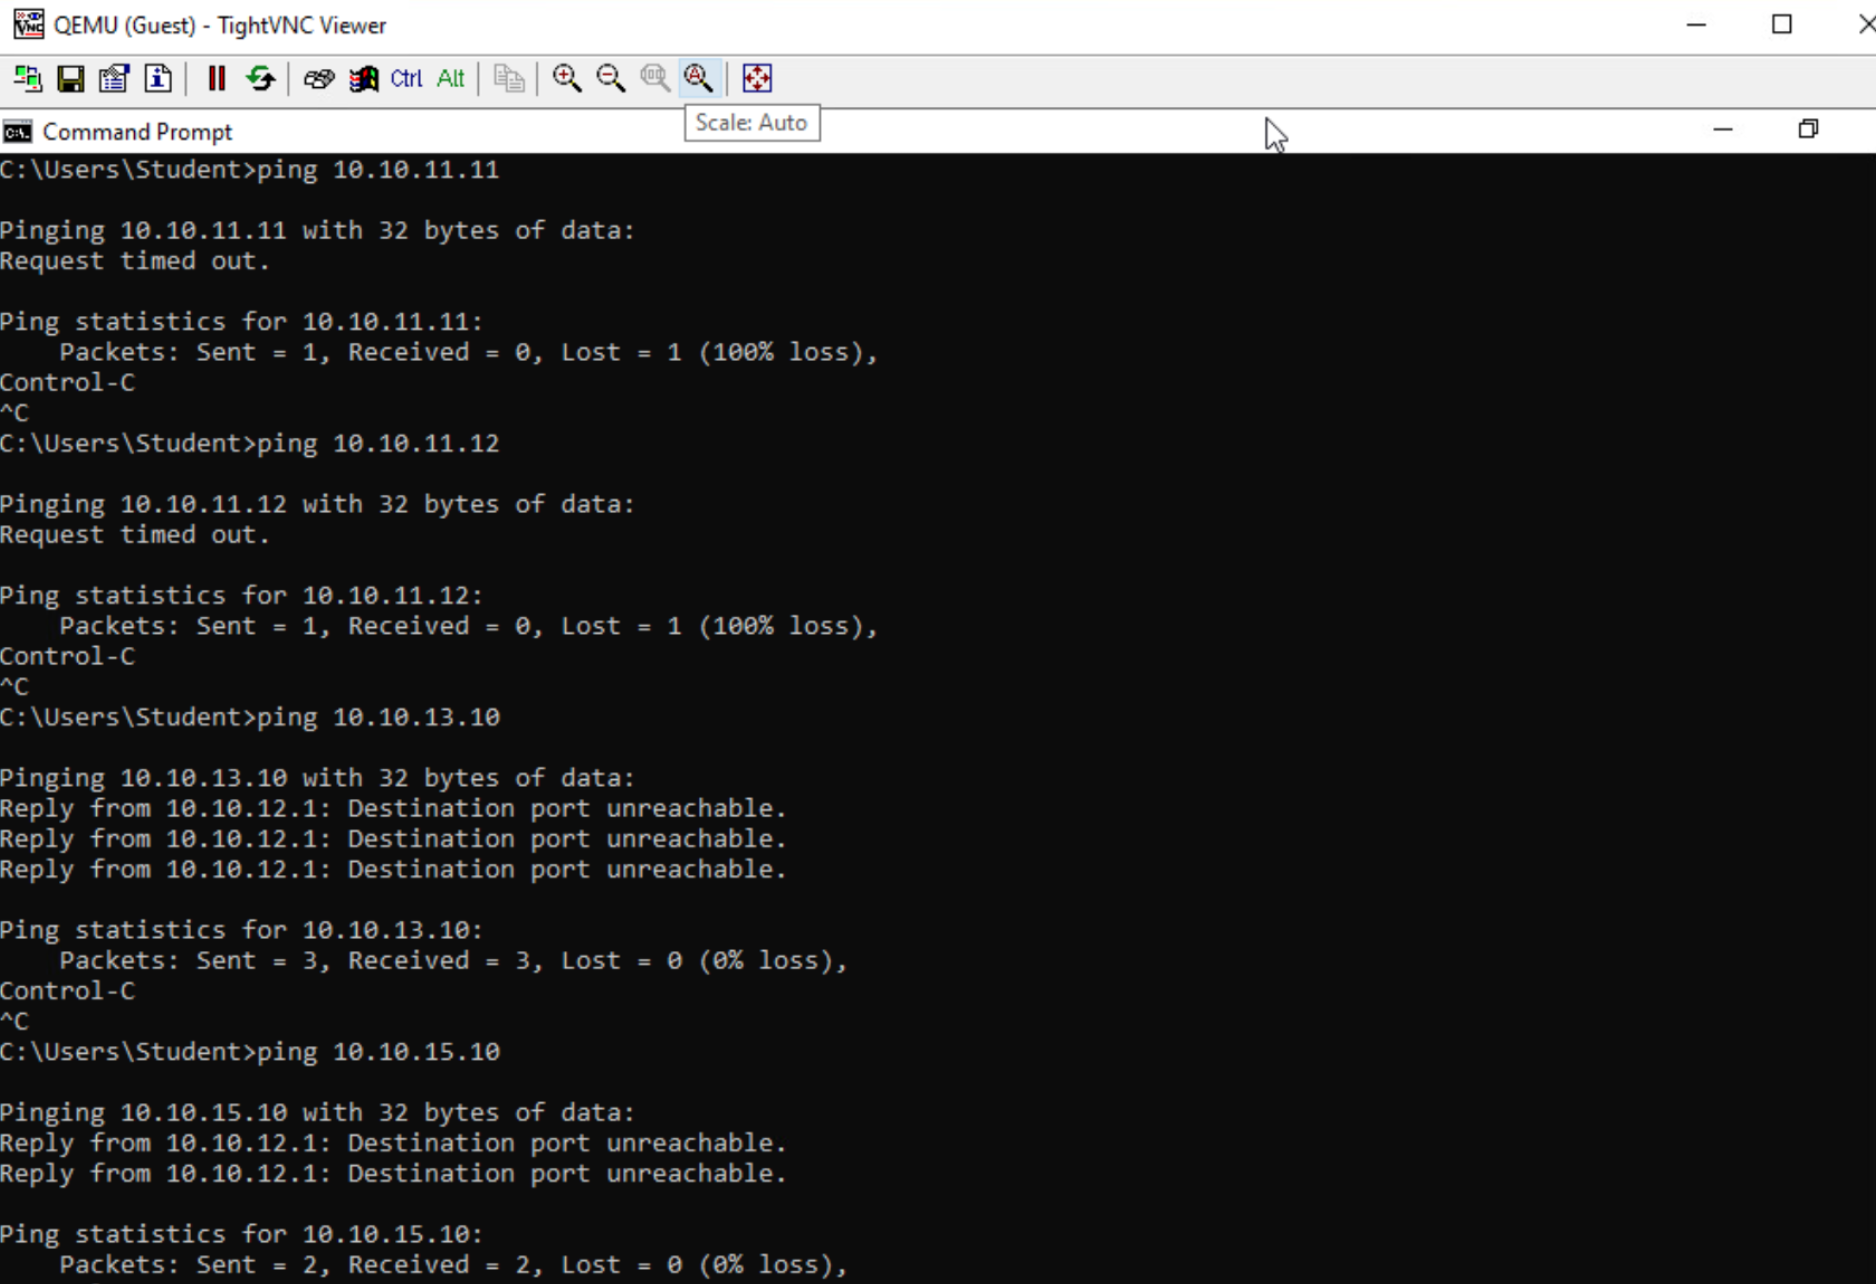 QEMU (Guest) - TightVNC Viewer
Ctrl Alt
Scale: Auto
Command Prompt
C:\Users\Student>ping 10.10.11.11
Pinging 10.10.11.11 with 32 bytes of data:
Request timed out.
Ping statistics for 10.10.11.11:
    Packets: Sent = 1, Received = 0, Lost = 1 (100% loss),
Control-C
^C
C:\Users\Student>ping 10.10.11.12
Pinging 10.10.11.12 with 32 bytes of data:
Request timed out.
Ping statistics for 10.10.11.12:
    Packets: Sent = 1, Received = 0, Lost = 1 (100% loss),
Control-C
^C
C:\Users\Student>ping 10.10.13.10
Pinging 10.10.13.10 with 32 bytes of data:
Reply from 10.10.12.1: Destination port unreachable.
Reply from 10.10.12.1: Destination port unreachable.
Reply from 10.10.12.1: Destination port unreachable.
Ping statistics for 10.10.13.10:
    Packets: Sent = 3, Received = 3, Lost = 0 (0% loss),
Control-C
^C
C:\Users\Student>ping 10.10.15.10
Pinging 10.10.15.10 with 32 bytes of data:
Reply from 10.10.12.1: Destination port unreachable.
Reply from 10.10.12.1: Destination port unreachable.
Ping statistics for 10.10.15.10:
    Packets: Sent = 2, Received = 2, Lost = 0 (0% loss),